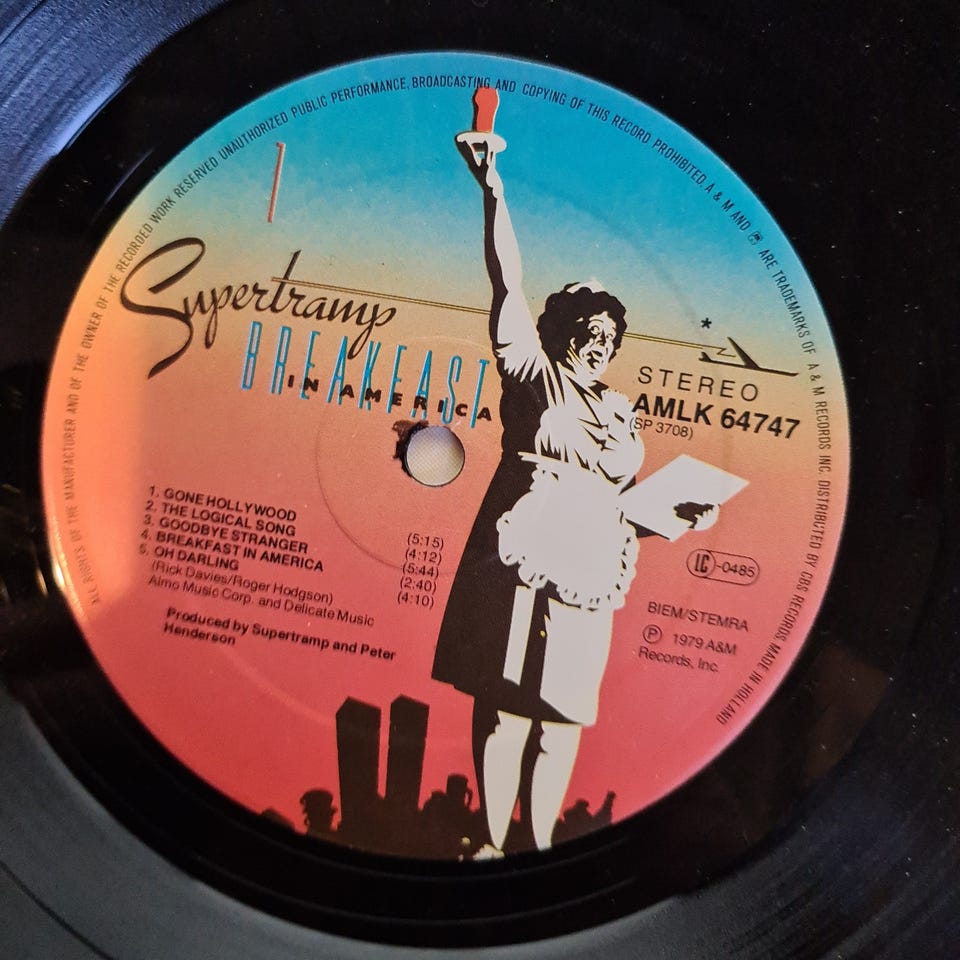 ALL RIGHTS OF THE MANUFACTURER AND OF THE OWNER OF THE RECORDED WORK RESERVED UNAUTHORIZED PUBLIC PERFORMANCE, BROADCASTING AND COPYING OF THIS RECORD PROHIBITED. A & M AND ARE TRADEMARKS OF A & M RECORDS INC. DISTRIBUTED BY CBS RECORDS MADE IN HOLLAND
1
Supertramp
BREAKFAST
IN AMERICA
*
STEREO
AMLK 64747
(SP 3708)
1. GONE HOLLYWOOD (5:15)
2. THE LOGICAL SONG (4:12)
3. GOODBYE STRANGER (5:44)
4. BREAKFAST IN AMERICA (2:40)
5. OH DARLING (4:10)
(Rick Davies/Roger Hodgson)
Almo Music Corp. and Delicate Music
Produced by Supertramp and Peter
Henderson
LC-0485
BIEM/STEMRA
Ⓟ 1979 A&M
Records, Inc.